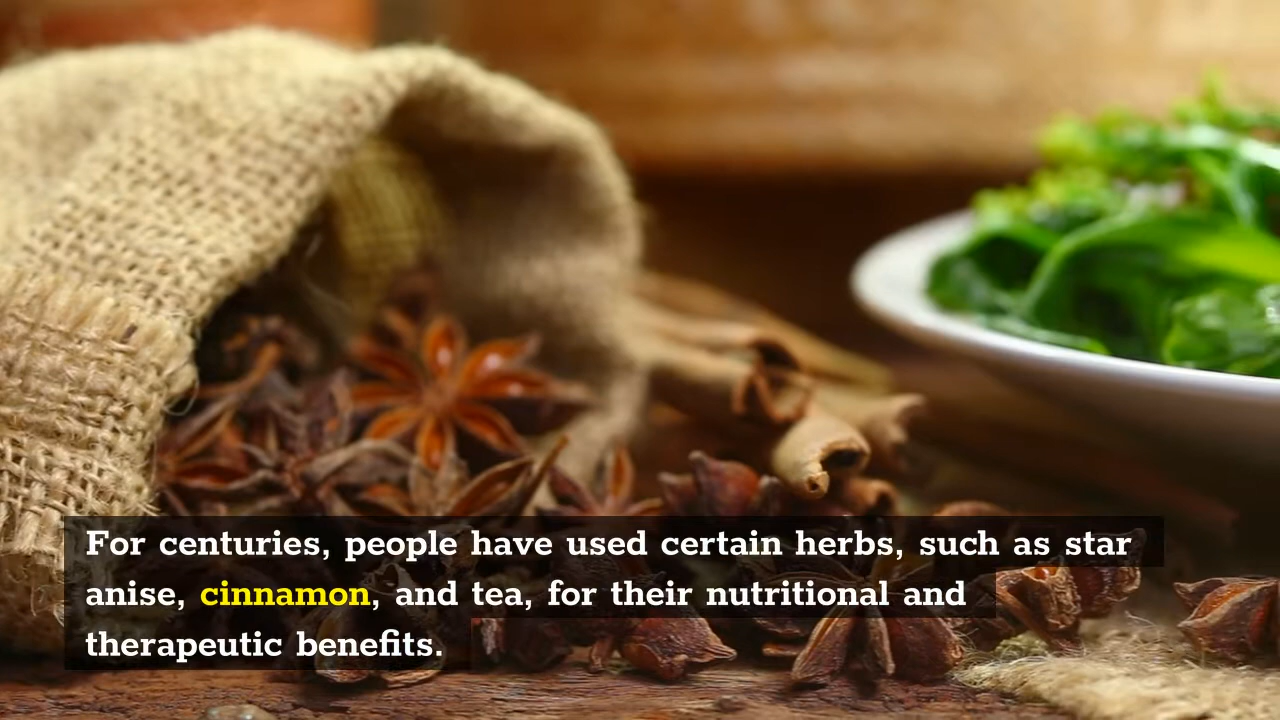 For centuries, people have used certain herbs, such as star
anise, cinnamon, and tea, for their nutritional and
therapeutic benefits.